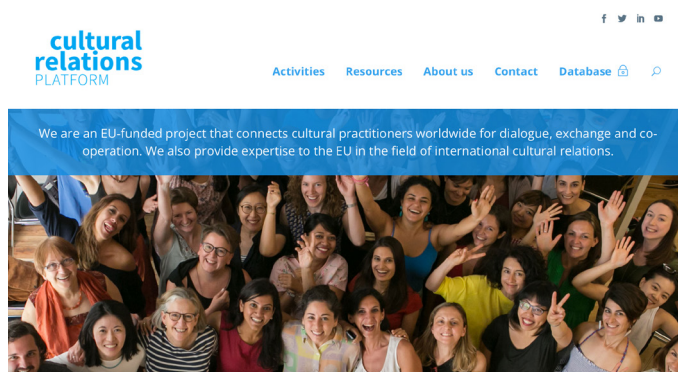 cultural
relations
PLATFORM
Activities Resources About us Contact Database
We are an EU-funded project that connects cultural practitioners worldwide for dialogue, exchange and co-
operation. We also provide expertise to the EU in the field of international cultural relations.